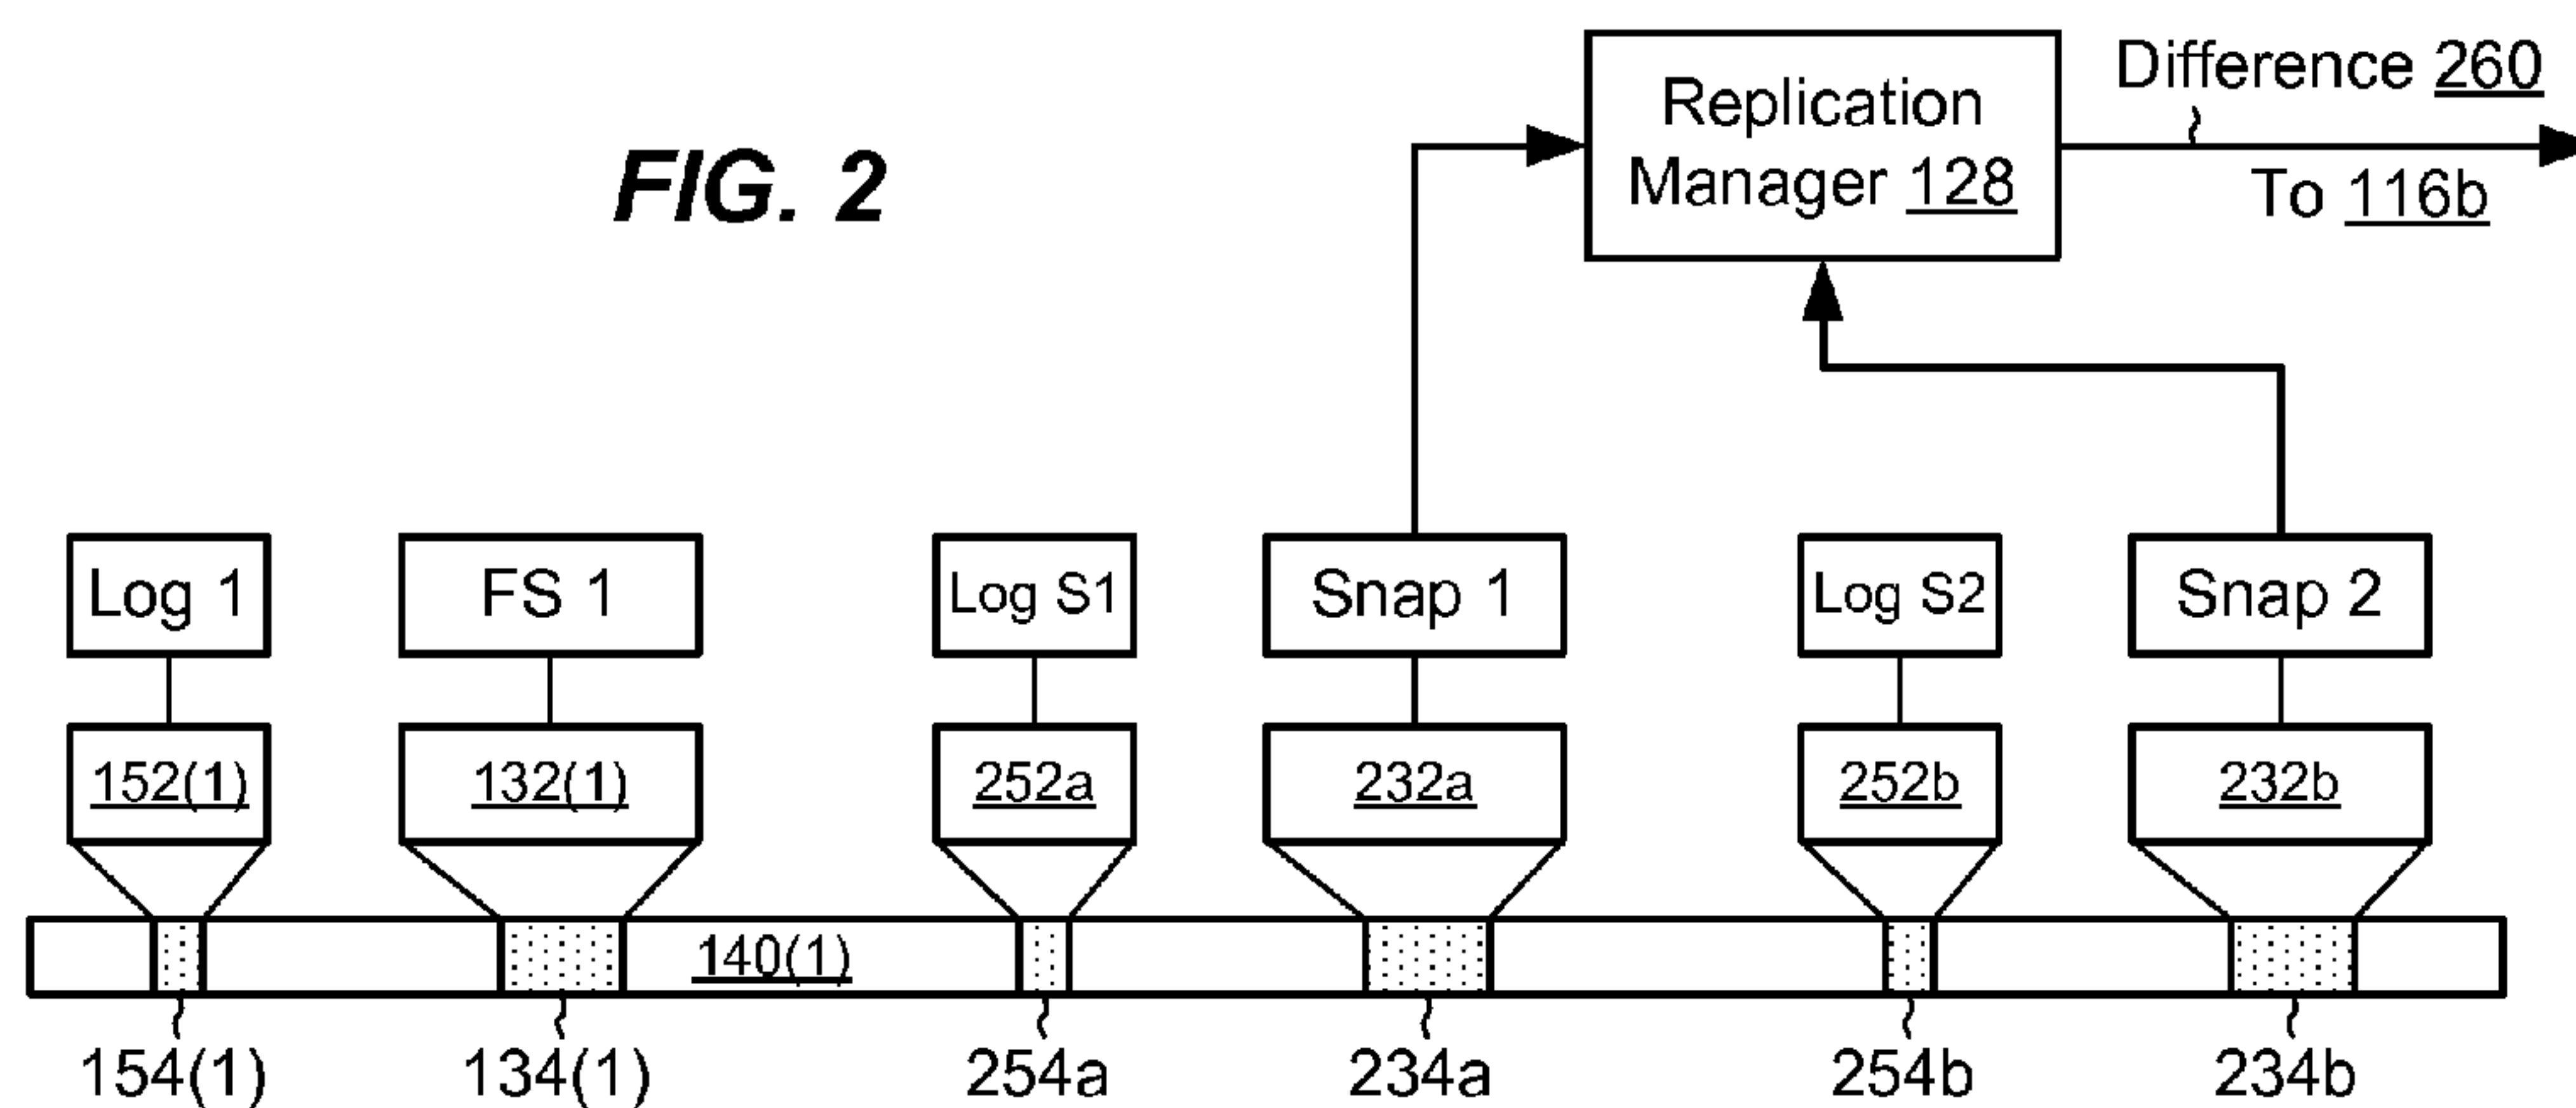 FIG. 2
Replication
Manager 128
Difference 260
To 116b
Log 1
FS 1
Log S1
Snap 1
Log S2
Snap 2
152(1)
132(1)
252a
232a
252b
232b
140(1)
154(1)
134(1)
254a
234a
254b
234b